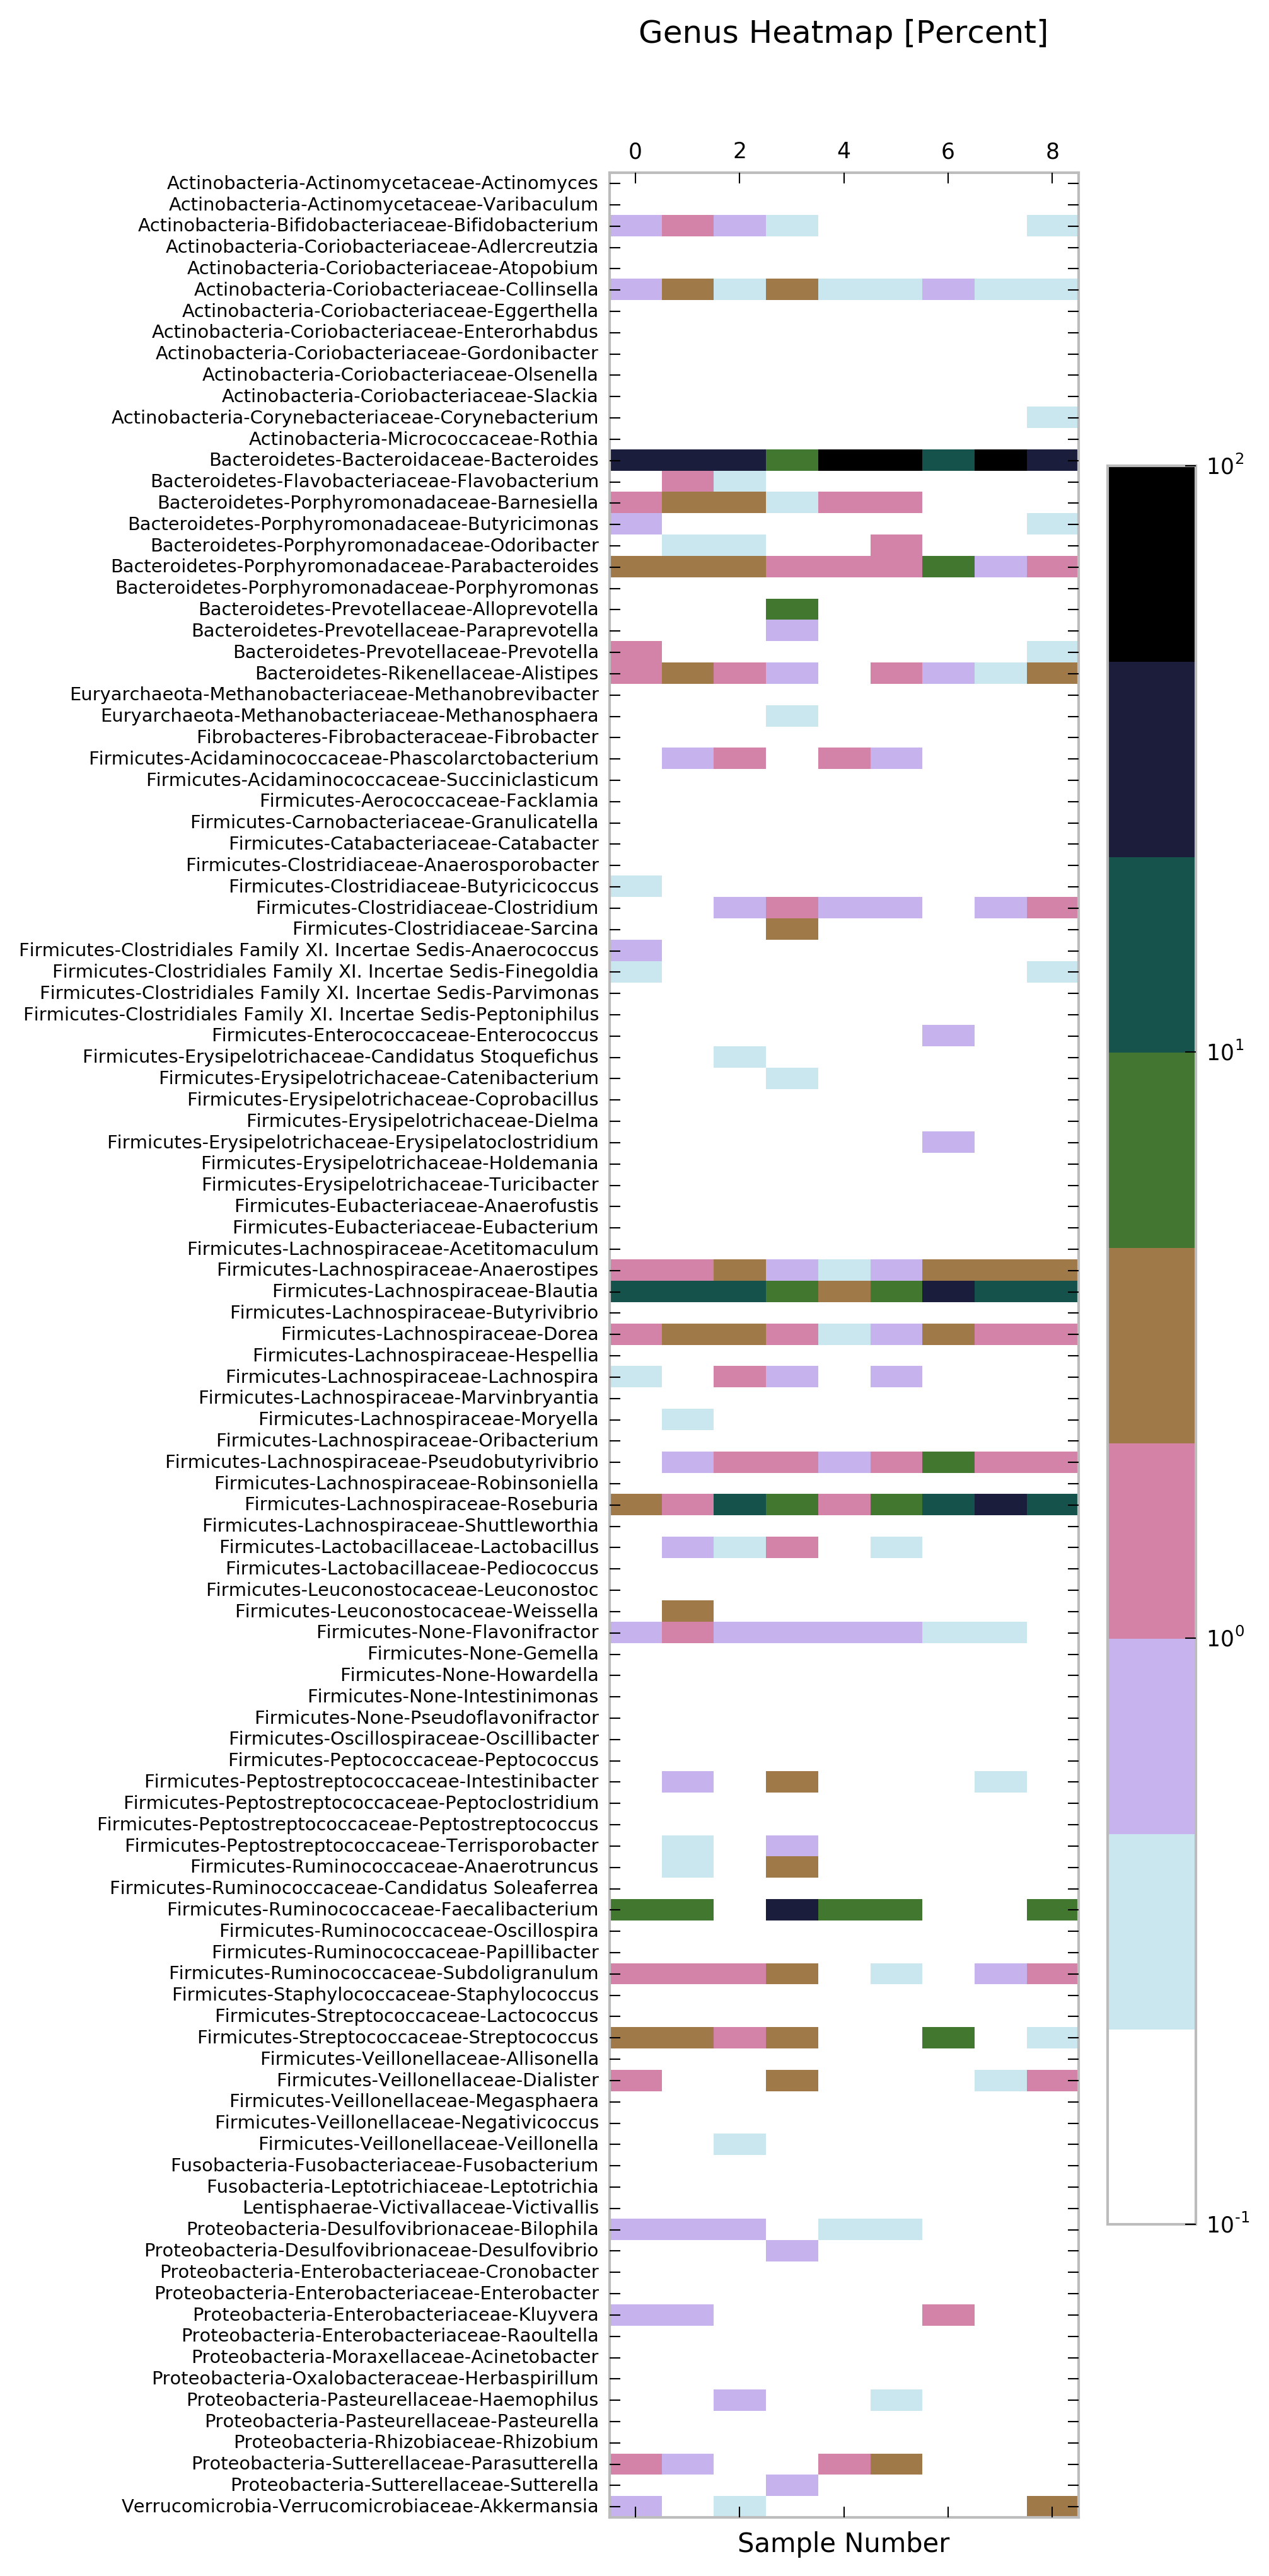 Genus Heatmap [Percent]
0 2 4 6 8
Actinobacteria-Actinomycetaceae-Actinomyces
Actinobacteria-Actinomycetaceae-Varibaculum
Actinobacteria-Bifidobacteriaceae-Bifidobacterium
Actinobacteria-Coriobacteriaceae-Adlercreutzia
Actinobacteria-Coriobacteriaceae-Atopobium
Actinobacteria-Coriobacteriaceae-Collinsella
Actinobacteria-Coriobacteriaceae-Eggerthella
Actinobacteria-Coriobacteriaceae-Enterorhabdus
Actinobacteria-Coriobacteriaceae-Gordonibacter
Actinobacteria-Coriobacteriaceae-Olsenella
Actinobacteria-Coriobacteriaceae-Slackia
Actinobacteria-Corynebacteriaceae-Corynebacterium
Actinobacteria-Micrococcaceae-Rothia
Bacteroidetes-Bacteroidaceae-Bacteroides
Bacteroidetes-Flavobacteriaceae-Flavobacterium
Bacteroidetes-Porphyromonadaceae-Barnesiella
Bacteroidetes-Porphyromonadaceae-Butyricimonas
Bacteroidetes-Porphyromonadaceae-Odoribacter
Bacteroidetes-Porphyromonadaceae-Parabacteroides
Bacteroidetes-Porphyromonadaceae-Porphyromonas
Bacteroidetes-Prevotellaceae-Alloprevotella
Bacteroidetes-Prevotellaceae-Paraprevotella
Bacteroidetes-Prevotellaceae-Prevotella
Bacteroidetes-Rikenellaceae-Alistipes
Euryarchaeota-Methanobacteriaceae-Methanobrevibacter
Euryarchaeota-Methanobacteriaceae-Methanosphaera
Fibrobacteres-Fibrobacteraceae-Fibrobacter
Firmicutes-Acidaminococcaceae-Phascolarctobacterium
Firmicutes-Acidaminococcaceae-Succiniclasticum
Firmicutes-Aerococcaceae-Facklamia
Firmicutes-Carnobacteriaceae-Granulicatella
Firmicutes-Catabacteriaceae-Catabacter
Firmicutes-Clostridiaceae-Anaerosporobacter
Firmicutes-Clostridiaceae-Butyricicoccus
Firmicutes-Clostridiaceae-Clostridium
Firmicutes-Clostridiaceae-Sarcina
Firmicutes-Clostridiales Family XI. Incertae Sedis-Anaerococcus
Firmicutes-Clostridiales Family XI. Incertae Sedis-Finegoldia
Firmicutes-Clostridiales Family XI. Incertae Sedis-Parvimonas
Firmicutes-Clostridiales Family XI. Incertae Sedis-Peptoniphilus
Firmicutes-Enterococcaceae-Enterococcus
Firmicutes-Erysipelotrichaceae-Candidatus Stoquefichus
Firmicutes-Erysipelotrichaceae-Catenibacterium
Firmicutes-Erysipelotrichaceae-Coprobacillus
Firmicutes-Erysipelotrichaceae-Dielma
Firmicutes-Erysipelotrichaceae-Erysipelatoclostridium
Firmicutes-Erysipelotrichaceae-Holdemania
Firmicutes-Erysipelotrichaceae-Turicibacter
Firmicutes-Eubacteriaceae-Anaerofustis
Firmicutes-Eubacteriaceae-Eubacterium
Firmicutes-Lachnospiraceae-Acetitomaculum
Firmicutes-Lachnospiraceae-Anaerostipes
Firmicutes-Lachnospiraceae-Blautia
Firmicutes-Lachnospiraceae-Butyrivibrio
Firmicutes-Lachnospiraceae-Dorea
Firmicutes-Lachnospiraceae-Hespellia
Firmicutes-Lachnospiraceae-Lachnospira
Firmicutes-Lachnospiraceae-Marvinbryantia
Firmicutes-Lachnospiraceae-Moryella
Firmicutes-Lachnospiraceae-Oribacterium
Firmicutes-Lachnospiraceae-Pseudobutyrivibrio
Firmicutes-Lachnospiraceae-Robinsoniella
Firmicutes-Lachnospiraceae-Roseburia
Firmicutes-Lachnospiraceae-Shuttleworthia
Firmicutes-Lactobacillaceae-Lactobacillus
Firmicutes-Lactobacillaceae-Pediococcus
Firmicutes-Leuconostocaceae-Leuconostoc
Firmicutes-Leuconostocaceae-Weissella
Firmicutes-None-Flavonifractor
Firmicutes-None-Gemella
Firmicutes-None-Howardella
Firmicutes-None-Intestinimonas
Firmicutes-None-Pseudoflavonifractor
Firmicutes-Oscillospiraceae-Oscillibacter
Firmicutes-Peptococcaceae-Peptococcus
Firmicutes-Peptostreptococcaceae-Intestinibacter
Firmicutes-Peptostreptococcaceae-Peptoclostridium
Firmicutes-Peptostreptococcaceae-Peptostreptococcus
Firmicutes-Peptostreptococcaceae-Terrisporobacter
Firmicutes-Ruminococcaceae-Anaerotruncus
Firmicutes-Ruminococcaceae-Candidatus Soleaferrea
Firmicutes-Ruminococcaceae-Faecalibacterium
Firmicutes-Ruminococcaceae-Oscillospira
Firmicutes-Ruminococcaceae-Papillibacter
Firmicutes-Ruminococcaceae-Subdoligranulum
Firmicutes-Staphylococcaceae-Staphylococcus
Firmicutes-Streptococcaceae-Lactococcus
Firmicutes-Streptococcaceae-Streptococcus
Firmicutes-Veillonellaceae-Allisonella
Firmicutes-Veillonellaceae-Dialister
Firmicutes-Veillonellaceae-Megasphaera
Firmicutes-Veillonellaceae-Negativicoccus
Firmicutes-Veillonellaceae-Veillonella
Fusobacteria-Fusobacteriaceae-Fusobacterium
Fusobacteria-Leptotrichiaceae-Leptotrichia
Lentisphaerae-Victivallaceae-Victivallis
Proteobacteria-Desulfovibrionaceae-Bilophila
Proteobacteria-Desulfovibrionaceae-Desulfovibrio
Proteobacteria-Enterobacteriaceae-Cronobacter
Proteobacteria-Enterobacteriaceae-Enterobacter
Proteobacteria-Enterobacteriaceae-Kluyvera
Proteobacteria-Enterobacteriaceae-Raoultella
Proteobacteria-Moraxellaceae-Acinetobacter
Proteobacteria-Oxalobacteraceae-Herbaspirillum
Proteobacteria-Pasteurellaceae-Haemophilus
Proteobacteria-Pasteurellaceae-Pasteurella
Proteobacteria-Rhizobiaceae-Rhizobium
Proteobacteria-Sutterellaceae-Parasutterella
Proteobacteria-Sutterellaceae-Sutterella
Verrucomicrobia-Verrucomicrobiaceae-Akkermansia
Sample Number
10²
10¹
10⁰
10⁻¹